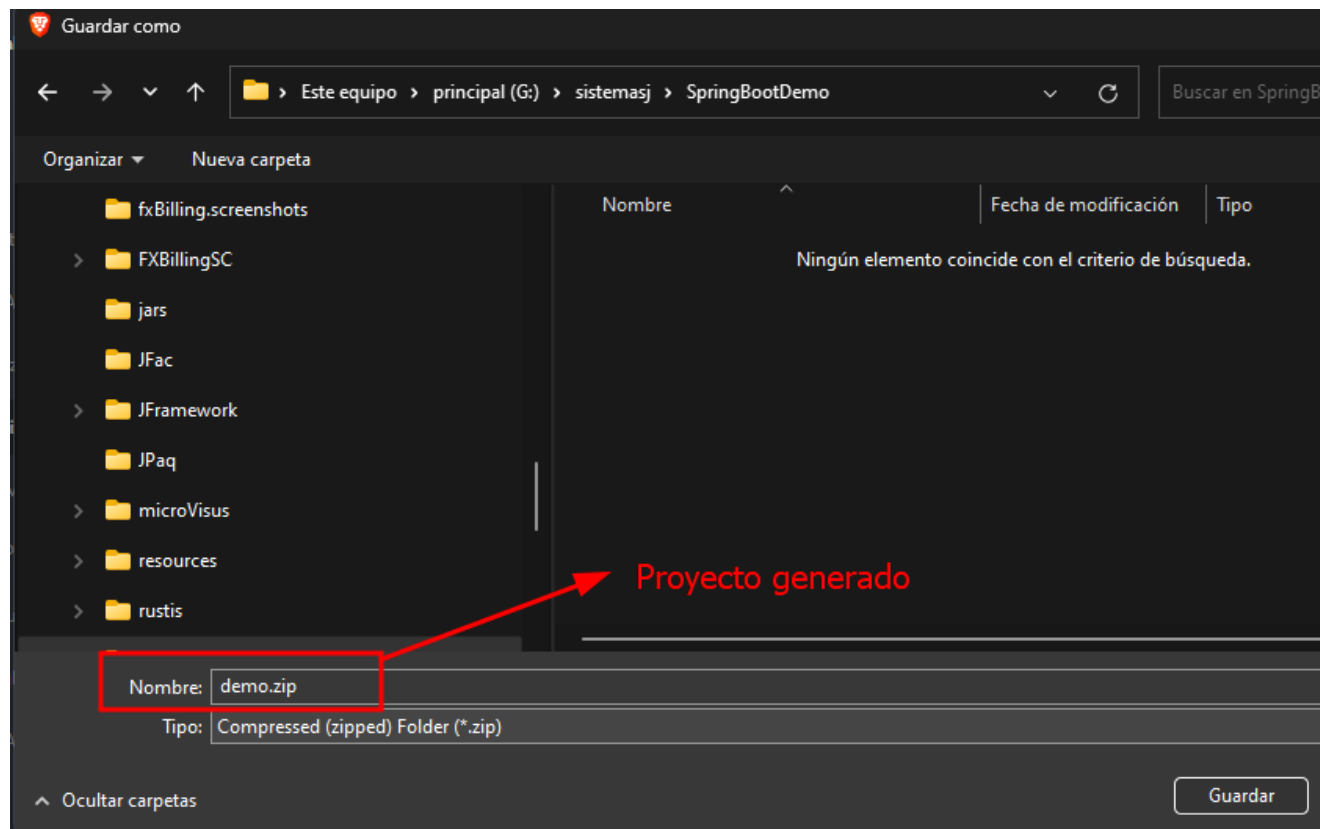 Guardar como
Este equipo > principal (G:) > sistemasj > SpringBootDemo
Buscar en SpringB
Organizar
Nueva carpeta
fxBilling.screenshots
FXBillingSC
jars
JFac
JFramework
JPaq
microVisus
resources
rustis
Nombre
Fecha de modificación
Tipo
Ningún elemento coincide con el criterio de búsqueda.
Proyecto generado
Nombre: demo.zip
Tipo: Compressed (zipped) Folder (*.zip)
Ocultar carpetas
Guardar